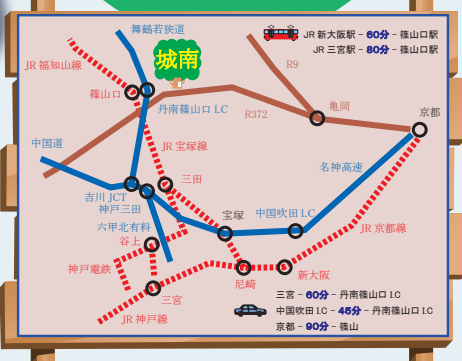 舞鶴若狭道
JR 新大阪駅 - 60分 - 篠山口駅
JR 三宮駅 - 80分 - 篠山口駅
城南
JR 福知山線
R9
篠山口
丹南篠山口 I.C
R372
亀岡
京都
中国道
JR 宝塚線
名神高速
三田
吉川 JCT
神戸三田
宝塚
中国吹田 I.C
六甲北有料
谷上
JR 京都線
神戸電鉄
尼崎
新大阪
三宮
JR 神戸線
三宮 - 60分 - 丹南篠山口 I.C
中国吹田 I.C - 45分 - 丹南篠山口 I.C
京都 - 90分 - 篠山